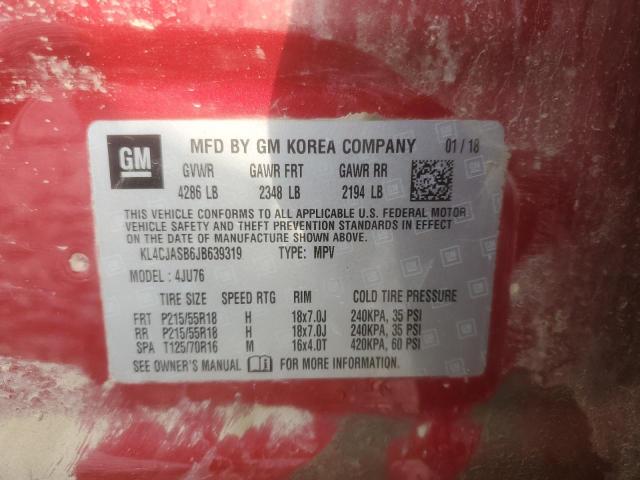 GM
MFD BY GM KOREA COMPANY 01 / 18
GVWR GAWR FRT GAWR RR
4286 LB 2348 LB 2194 LB
THIS VEHICLE CONFORMS TO ALL APPLICABLE U.S. FEDERAL MOTOR
VEHICLE SAFETY AND THEFT PREVENTION STANDARDS IN EFFECT
ON THE DATE OF MANUFACTURE SHOWN ABOVE.
KL4CJASB6JB639319 TYPE: MPV
MODEL : 4JU76
TIRE SIZE SPEED RTG RIM COLD TIRE PRESSURE
FRT P215/55R18 H 18x7.0J 240KPA, 35 PSI
RR P215/55R18 H 18x7.0J 240KPA, 35 PSI
SPA T125/70R16 M 16x4.0T 420KPA, 60 PSI
SEE OWNER'S MANUAL FOR MORE INFORMATION.